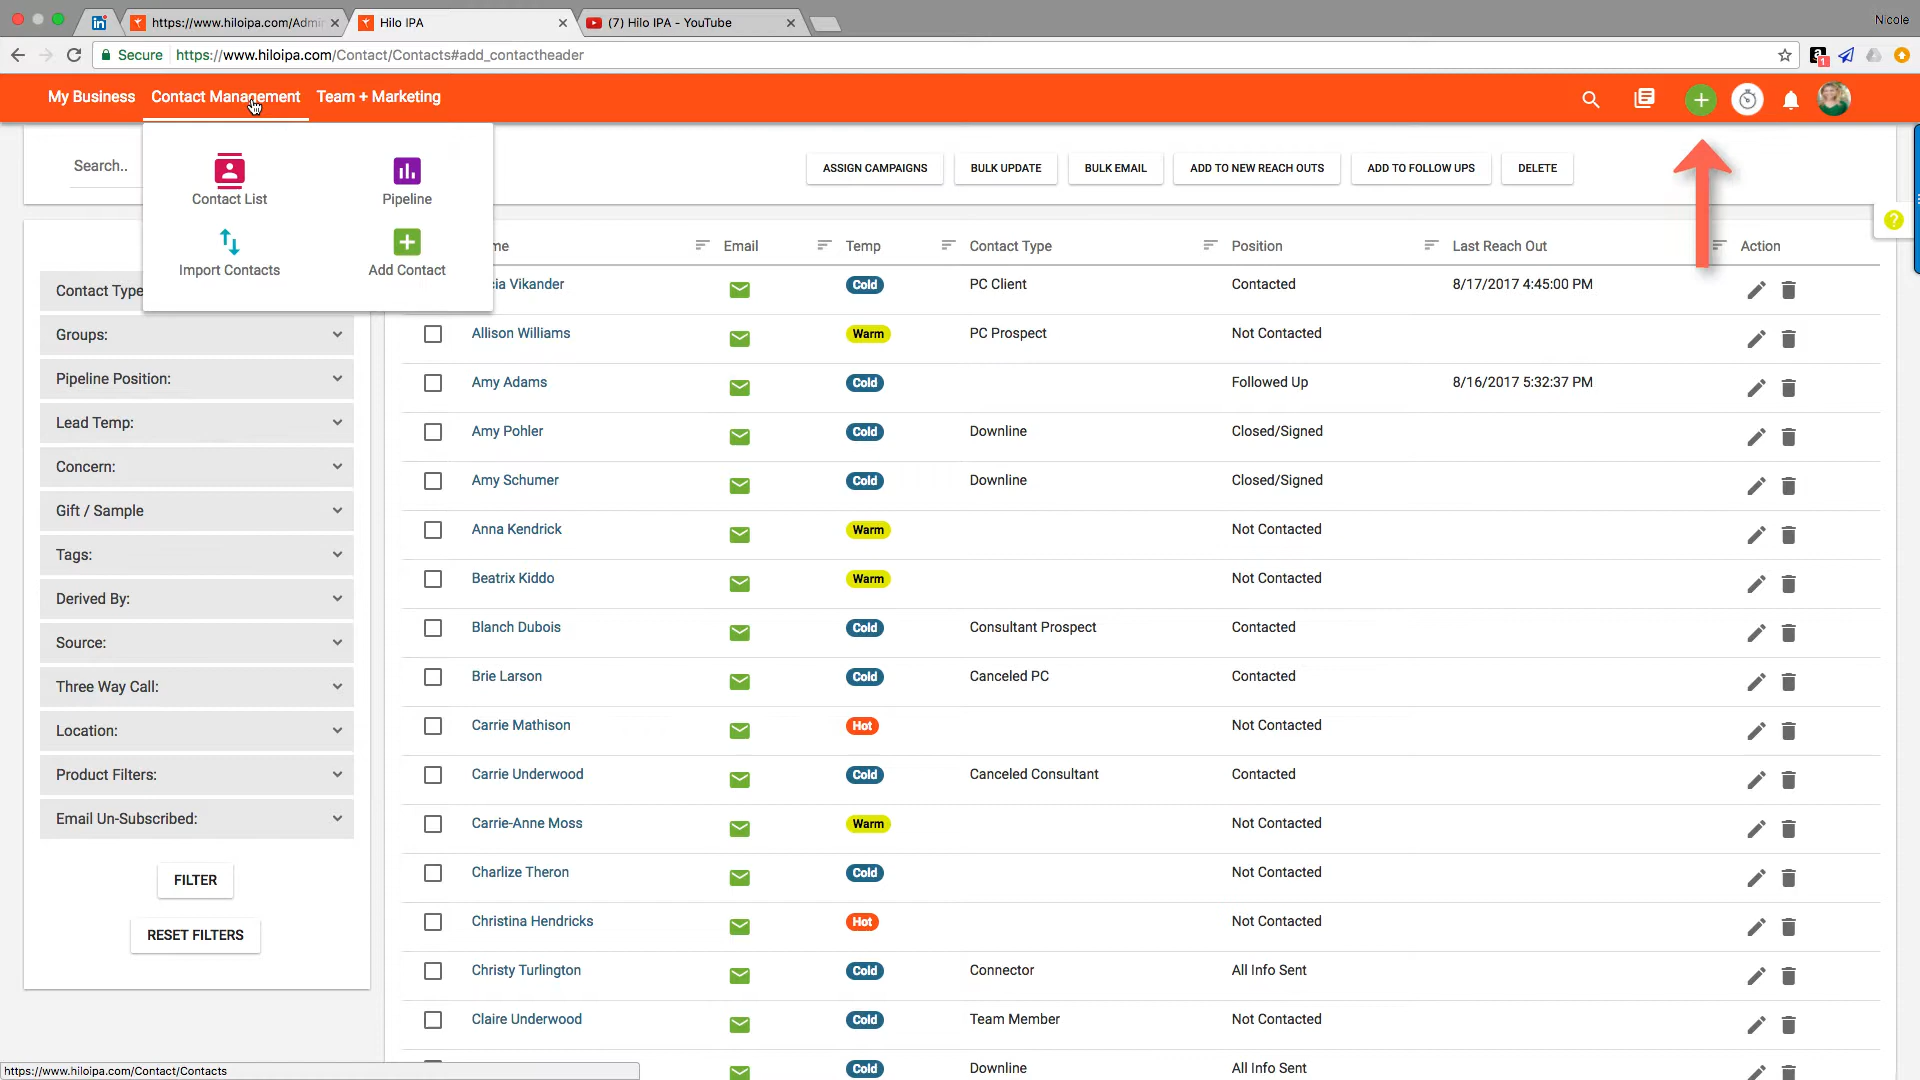 https://www.hiloipa.com/Admin
Hilo IPA
(7) Hilo IPA - YouTube
Nicole
Secure https://www.hiloipa.com/Contact/Contacts#add_contactheader
My Business Contact Management Team + Marketing
Search..
ASSIGN CAMPAIGNS BULK UPDATE BULK EMAIL ADD TO NEW REACH OUTS ADD TO FOLLOW UPS DELETE
Contact List
Pipeline
Import Contacts
Add Contact
Contact Type
Groups:
Pipeline Position:
Lead Temp:
Concern:
Gift / Sample
Tags:
Derived By:
Source:
Three Way Call:
Location:
Product Filters:
Email Un-Subscribed:
FILTER
RESET FILTERS
me Email Temp Contact Type Position Last Reach Out Action
cia Vikander Cold PC Client Contacted 8/17/2017 4:45:00 PM
Allison Williams Warm PC Prospect Not Contacted
Amy Adams Cold Followed Up 8/16/2017 5:32:37 PM
Amy Pohler Cold Downline Closed/Signed
Amy Schumer Cold Downline Closed/Signed
Anna Kendrick Warm Not Contacted
Beatrix Kiddo Warm Not Contacted
Blanch Dubois Cold Consultant Prospect Contacted
Brie Larson Cold Canceled PC Contacted
Carrie Mathison Hot Not Contacted
Carrie Underwood Cold Canceled Consultant Contacted
Carrie-Anne Moss Warm Not Contacted
Charlize Theron Cold Not Contacted
Christina Hendricks Hot Not Contacted
Christy Turlington Cold Connector All Info Sent
Claire Underwood Cold Team Member Not Contacted
Cold Downline All Info Sent
https://www.hiloipa.com/Contact/Contacts